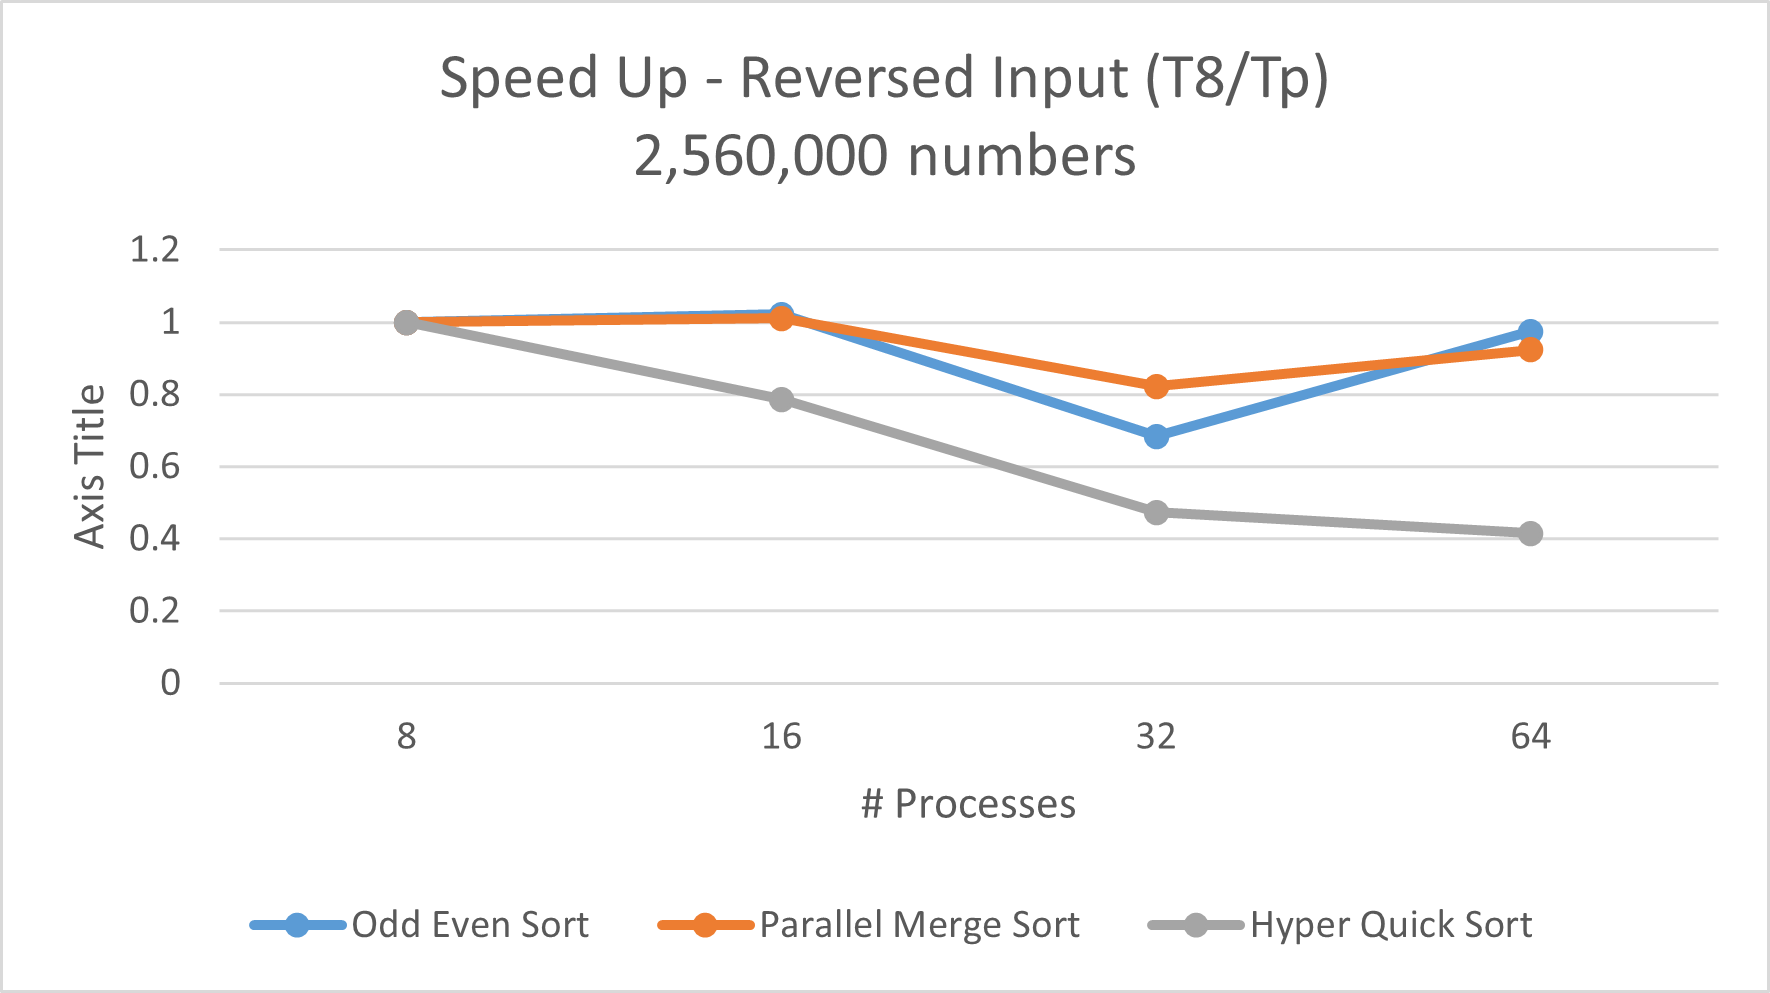 Speed Up - Reversed Input (T8/Tp)
2,560,000 numbers
1.2
1
0.8
0.6
0.4
0.2
0
Axis Title
8 16 32 64
# Processes
Odd Even Sort Parallel Merge Sort Hyper Quick Sort